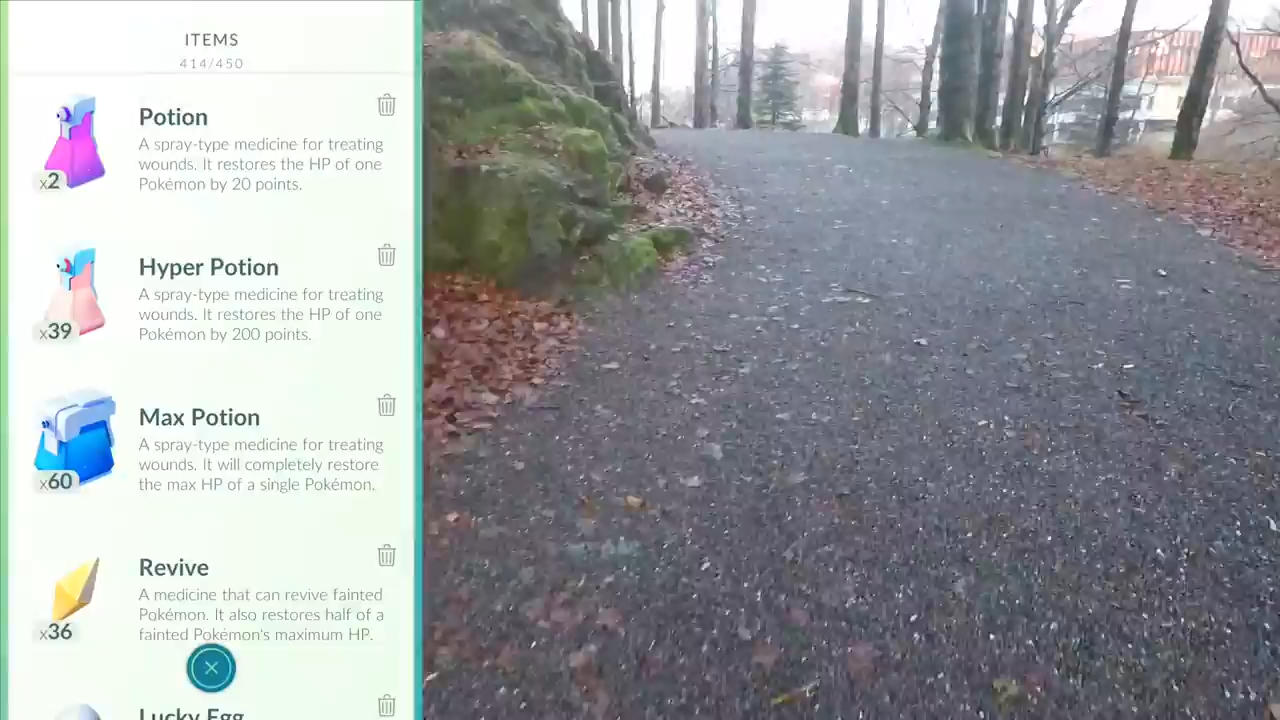 ITEMS
414/450
Potion
A spray-type medicine for treating
wounds. It restores the HP of one
Pokémon by 20 points.
x2
Hyper Potion
A spray-type medicine for treating
wounds. It restores the HP of one
Pokémon by 200 points.
x39
Max Potion
A spray-type medicine for treating
wounds. It will completely restore
the max HP of a single Pokémon.
x60
Revive
A medicine that can revive fainted
Pokémon. It also restores half of a
fainted Pokémon's maximum HP.
x36
Lucky Egg